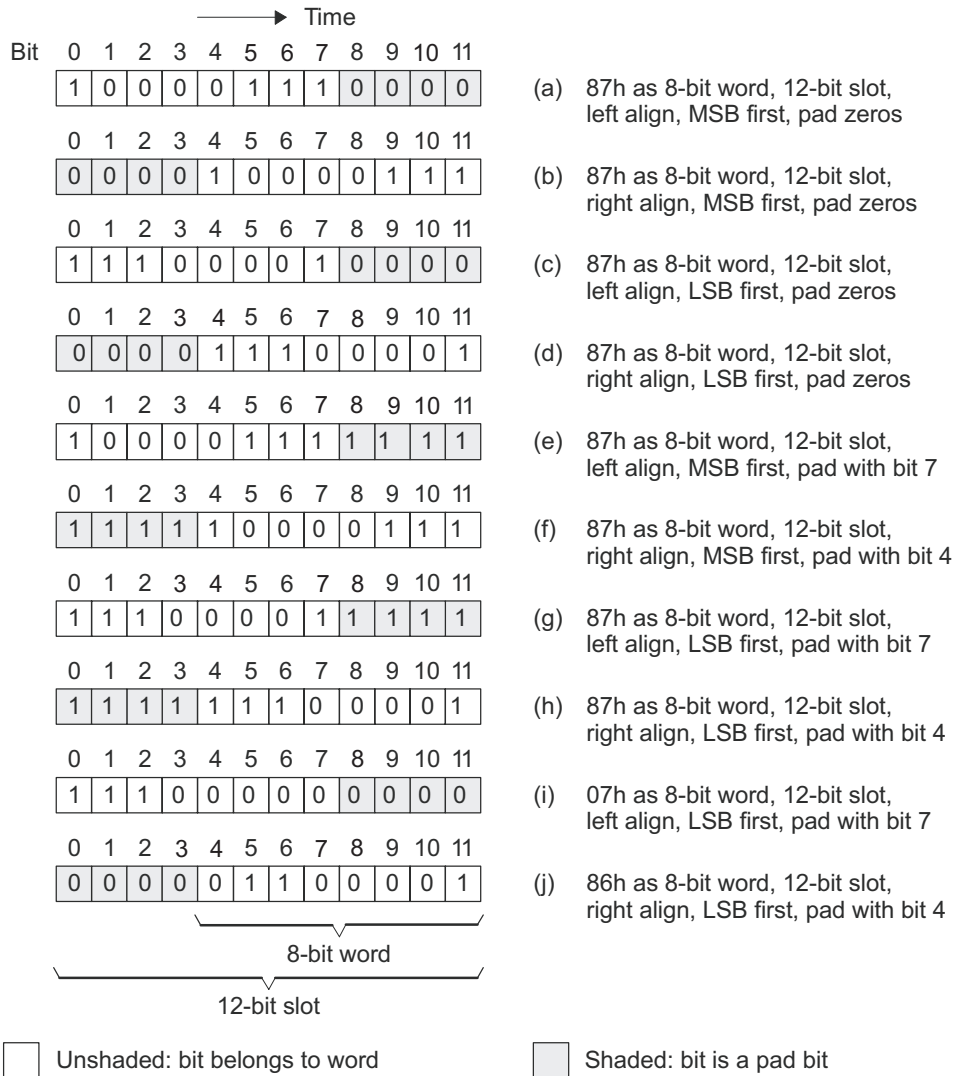 Time
Bit 0 1 2 3 4 5 6 7 8 9 10 11
1 0 0 0 0 1 1 1 0 0 0 0
(a) 87h as 8-bit word, 12-bit slot,
left align, MSB first, pad zeros
0 1 2 3 4 5 6 7 8 9 10 11
0 0 0 0 1 0 0 0 0 1 1 1
(b) 87h as 8-bit word, 12-bit slot,
right align, MSB first, pad zeros
0 1 2 3 4 5 6 7 8 9 10 11
1 1 1 0 0 0 0 1 0 0 0 0
(c) 87h as 8-bit word, 12-bit slot,
left align, LSB first, pad zeros
0 1 2 3 4 5 6 7 8 9 10 11
0 0 0 0 1 1 1 0 0 0 0 1
(d) 87h as 8-bit word, 12-bit slot,
right align, LSB first, pad zeros
0 1 2 3 4 5 6 7 8 9 10 11
1 0 0 0 0 1 1 1 1 1 1 1
(e) 87h as 8-bit word, 12-bit slot,
left align, MSB first, pad with bit 7
0 1 2 3 4 5 6 7 8 9 10 11
1 1 1 1 1 0 0 0 0 1 1 1
(f) 87h as 8-bit word, 12-bit slot,
right align, MSB first, pad with bit 4
0 1 2 3 4 5 6 7 8 9 10 11
1 1 1 0 0 0 0 1 1 1 1 1
(g) 87h as 8-bit word, 12-bit slot,
left align, LSB first, pad with bit 7
0 1 2 3 4 5 6 7 8 9 10 11
1 1 1 1 1 1 1 0 0 0 0 1
(h) 87h as 8-bit word, 12-bit slot,
right align, LSB first, pad with bit 4
0 1 2 3 4 5 6 7 8 9 10 11
1 1 1 0 0 0 0 0 0 0 0 0
(i) 07h as 8-bit word, 12-bit slot,
left align, LSB first, pad with bit 7
0 1 2 3 4 5 6 7 8 9 10 11
0 0 0 0 0 1 1 0 0 0 0 1
(j) 86h as 8-bit word, 12-bit slot,
right align, LSB first, pad with bit 4
8-bit word
12-bit slot
Unshaded: bit belongs to word
Shaded: bit is a pad bit